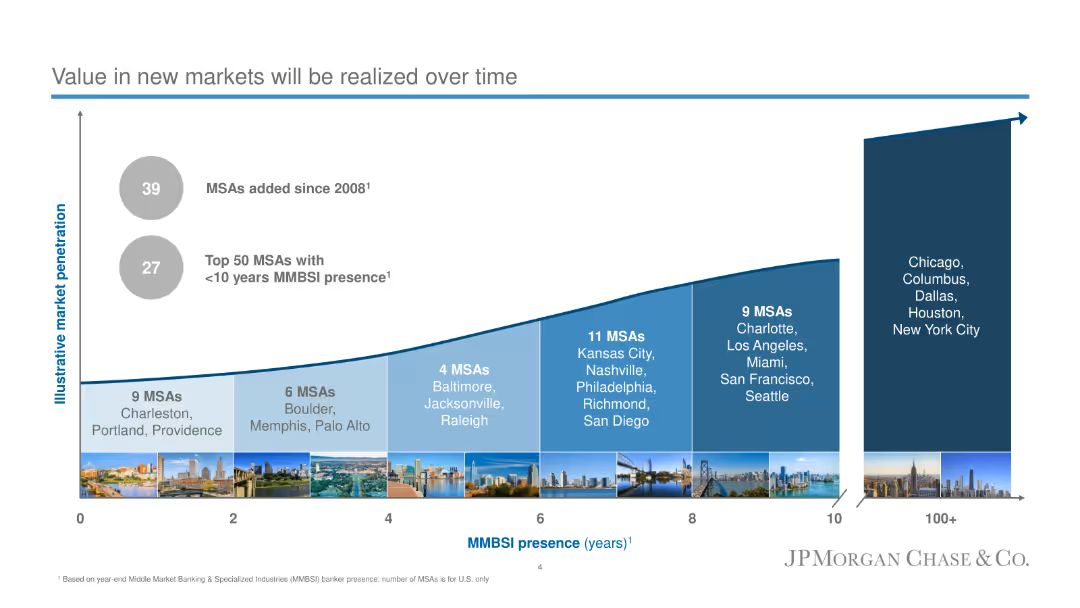 Value in new markets will be realized over time
Illustrative market penetration
39
MSAs added since 2008¹
27
Top 50 MSAs with
<10 years MMBSI presence¹
9 MSAs
Charleston,
Portland, Providence
6 MSAs
Boulder,
Memphis, Palo Alto
4 MSAs
Baltimore,
Jacksonville,
Raleigh
11 MSAs
Kansas City,
Nashville,
Philadelphia,
Richmond,
San Diego
9 MSAs
Charlotte,
Los Angeles,
Miami,
San Francisco,
Seattle
Chicago,
Columbus,
Dallas,
Houston,
New York City
0 2 4 6 8 10 100+
MMBSI presence (years)¹
JPMORGAN CHASE & CO.
4
¹ Based on year-end Middle Market Banking & Specialized Industries (MMBSI) banker presence; number of MSAs is for U.S. only